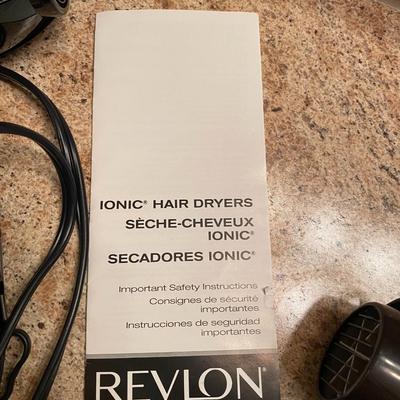 IONIC® HAIR DRYERS
SÈCHE-CHEVEUX
IONIC®
SECADORES IONIC®
Important Safety Instructions
Consignes de sécurité
importantes
Instrucciones de seguridad
importantes
REVLON®